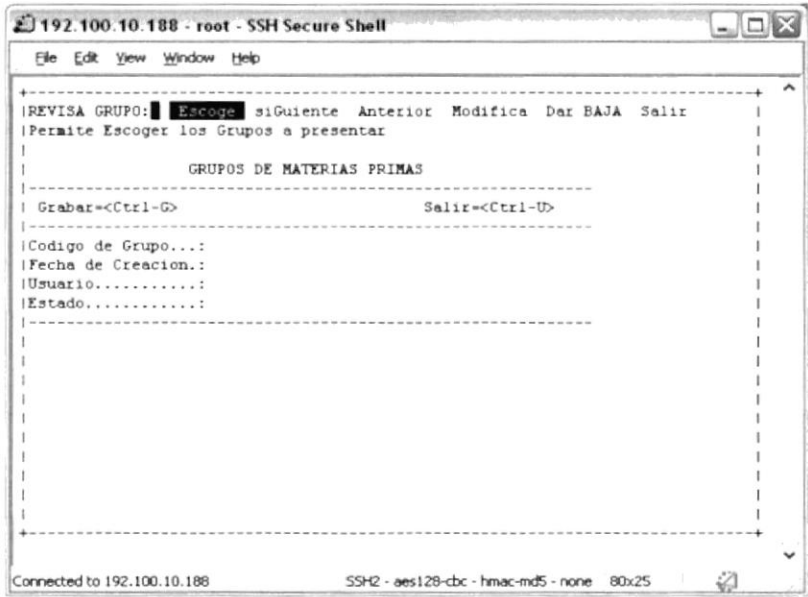 192.100.10.188 - root - SSH Secure Shell
File Edit View Window Help
REVISA GRUPO: Escoge siGuiente Anterior Modifica Dar BAJA Salir
Permite Escoger los Grupos a presentar
GRUPOS DE MATERIAS PRIMAS
Grabar=<Ctrl-G> Salir=<Ctrl-U>
Codigo de Grupo...:
Fecha de Creacion.:
Usuario...........:
Estado............:
Connected to 192.100.10.188 SSH2 - aes128-cbc - hmac-md5 - none 80x25